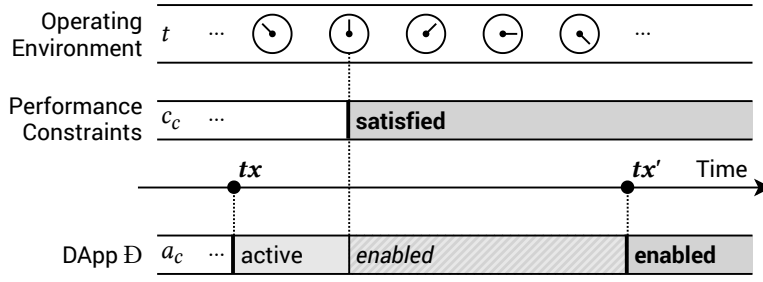 Operating
Environment t ... ...
Performance
Constraints c_c ... satisfied
tx tx′ Time
DApp Đ a_c ... active enabled enabled